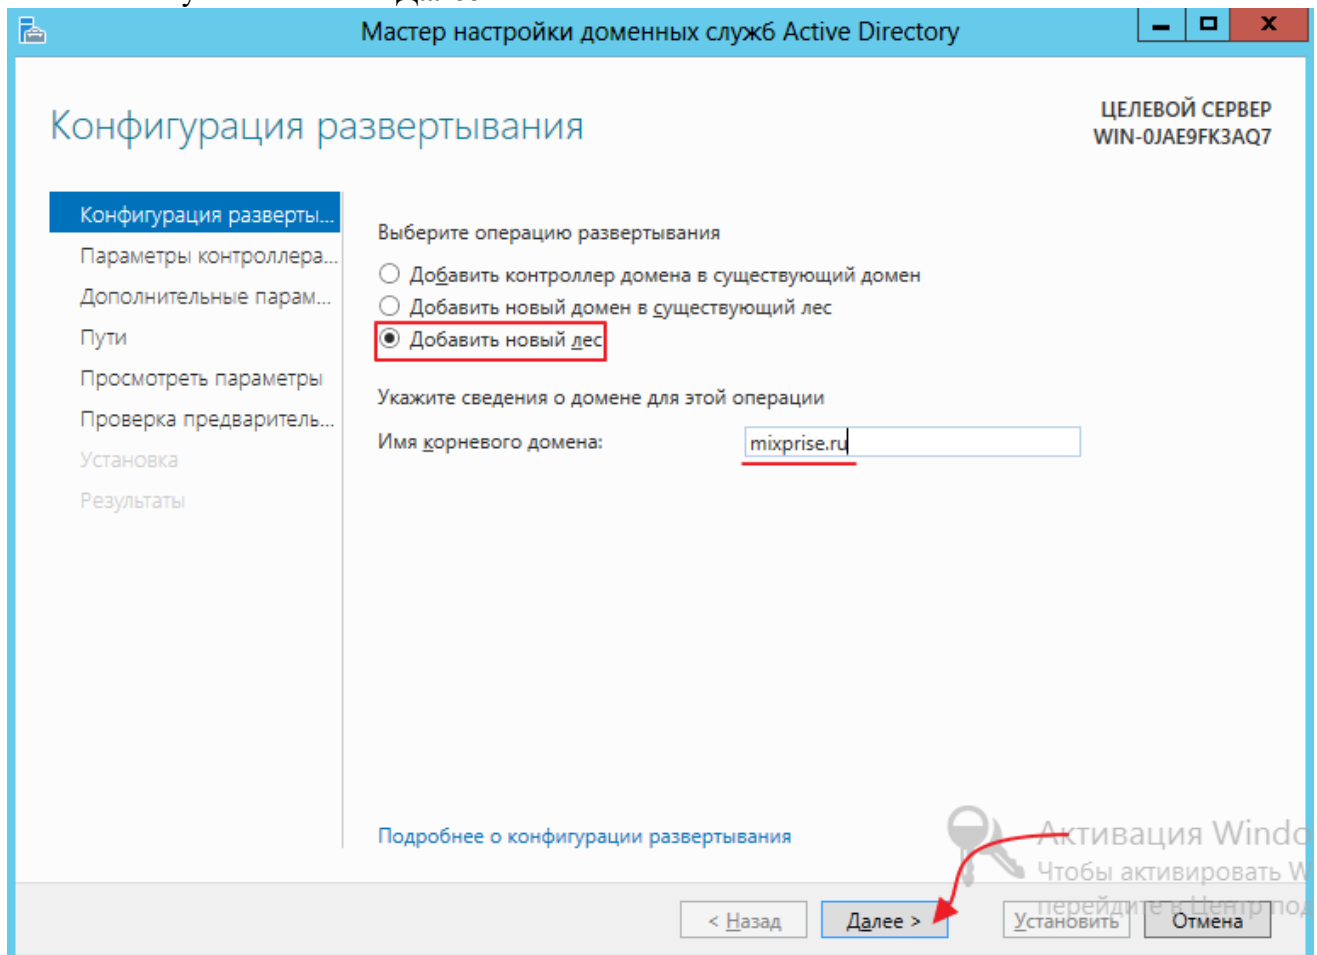 Мастер настройки доменных служб Active Directory
Конфигурация развертывания
ЦЕЛЕВОЙ СЕРВЕР
WIN-0JAE9FK3AQ7
Конфигурация разверты...
Параметры контроллера...
Дополнительные парам...
Пути
Просмотреть параметры
Проверка предваритель...
Установка
Результаты
Выберите операцию развертывания
Добавить контроллер домена в существующий домен
Добавить новый домен в существующий лес
Добавить новый лес
Укажите сведения о домене для этой операции
Имя корневого домена: mixprise.ru
Подробнее о конфигурации развертывания
Активация Windo
Чтобы активировать W
перейдите в Центр под
< Назад Далее > Установить Отмена